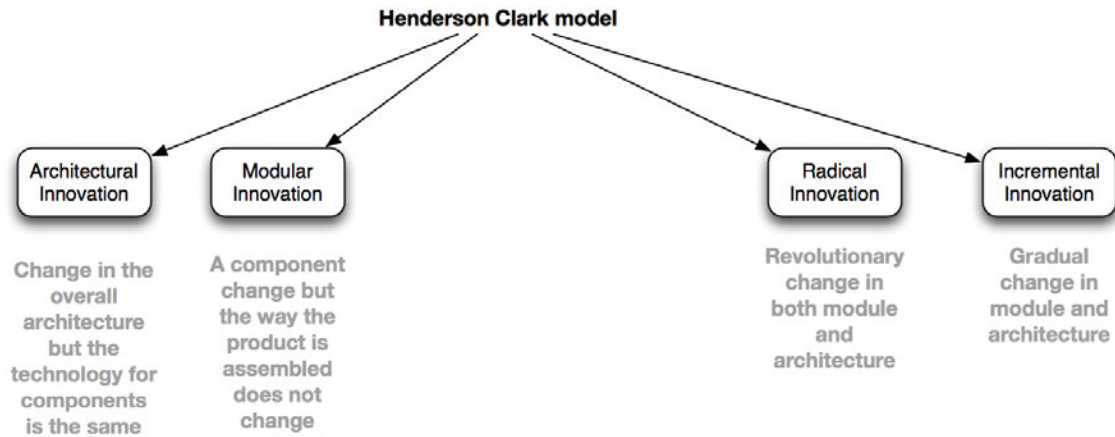 Henderson Clark model
Architectural
Innovation
Modular
Innovation
Radical
Innovation
Incremental
Innovation
Change in the
overall
architecture
but the
technology for
components
is the same
A component
change but
the way the
product is
assembled
does not
change
Revolutionary
change in
both module
and
architecture
Gradual
change in
module and
architecture